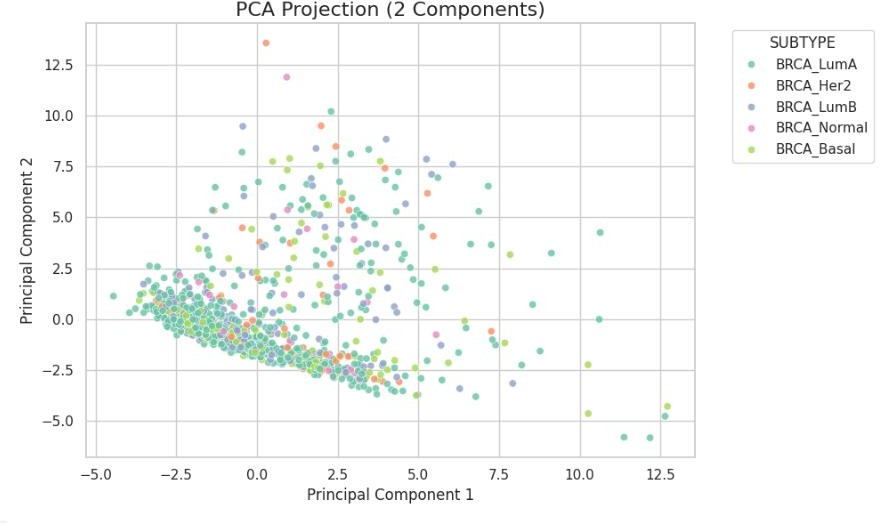 PCA Projection (2 Components)
SUBTYPE
BRCA_LumA
BRCA_Her2
BRCA_LumB
BRCA_Normal
BRCA_Basal
12.5
10.0
7.5
5.0
2.5
0.0
−2.5
−5.0
Principal Component 2
−5.0 −2.5 0.0 2.5 5.0 7.5 10.0 12.5
Principal Component 1